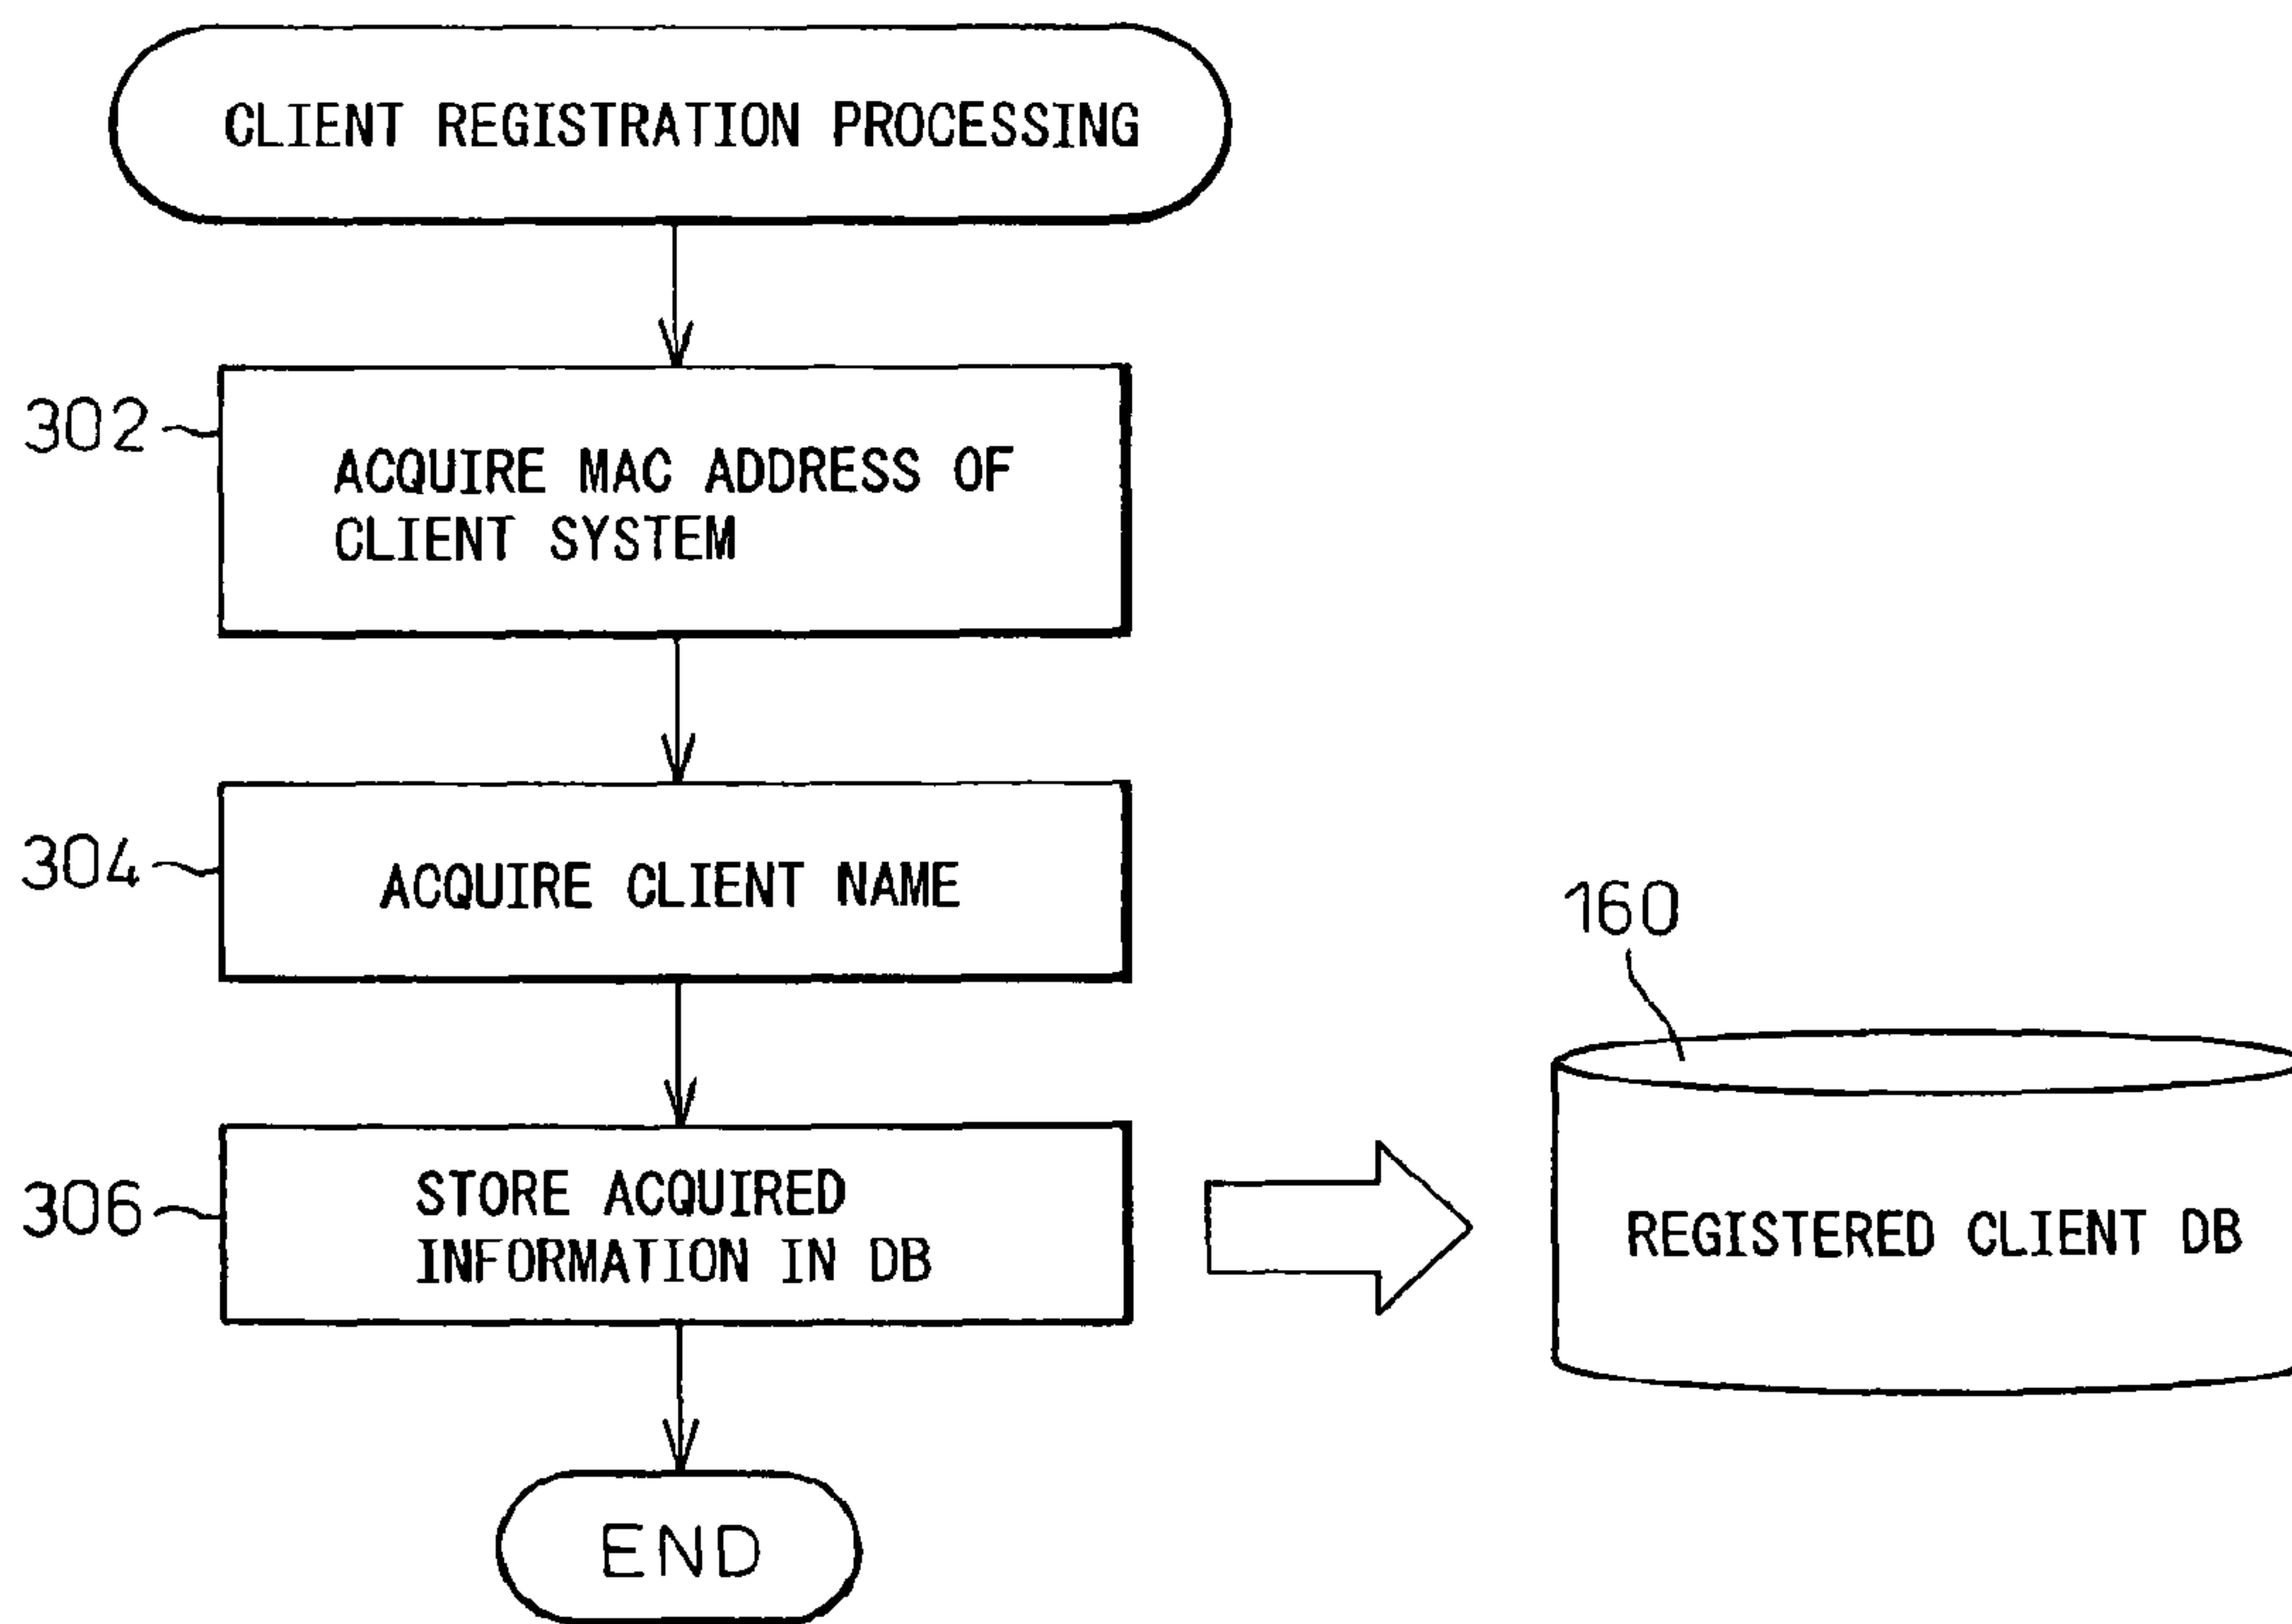 CLIENT REGISTRATION PROCESSING
302
ACQUIRE MAC ADDRESS OF
CLIENT SYSTEM
304
ACQUIRE CLIENT NAME
160
306
STORE ACQUIRED
INFORMATION IN DB
REGISTERED CLIENT DB
END